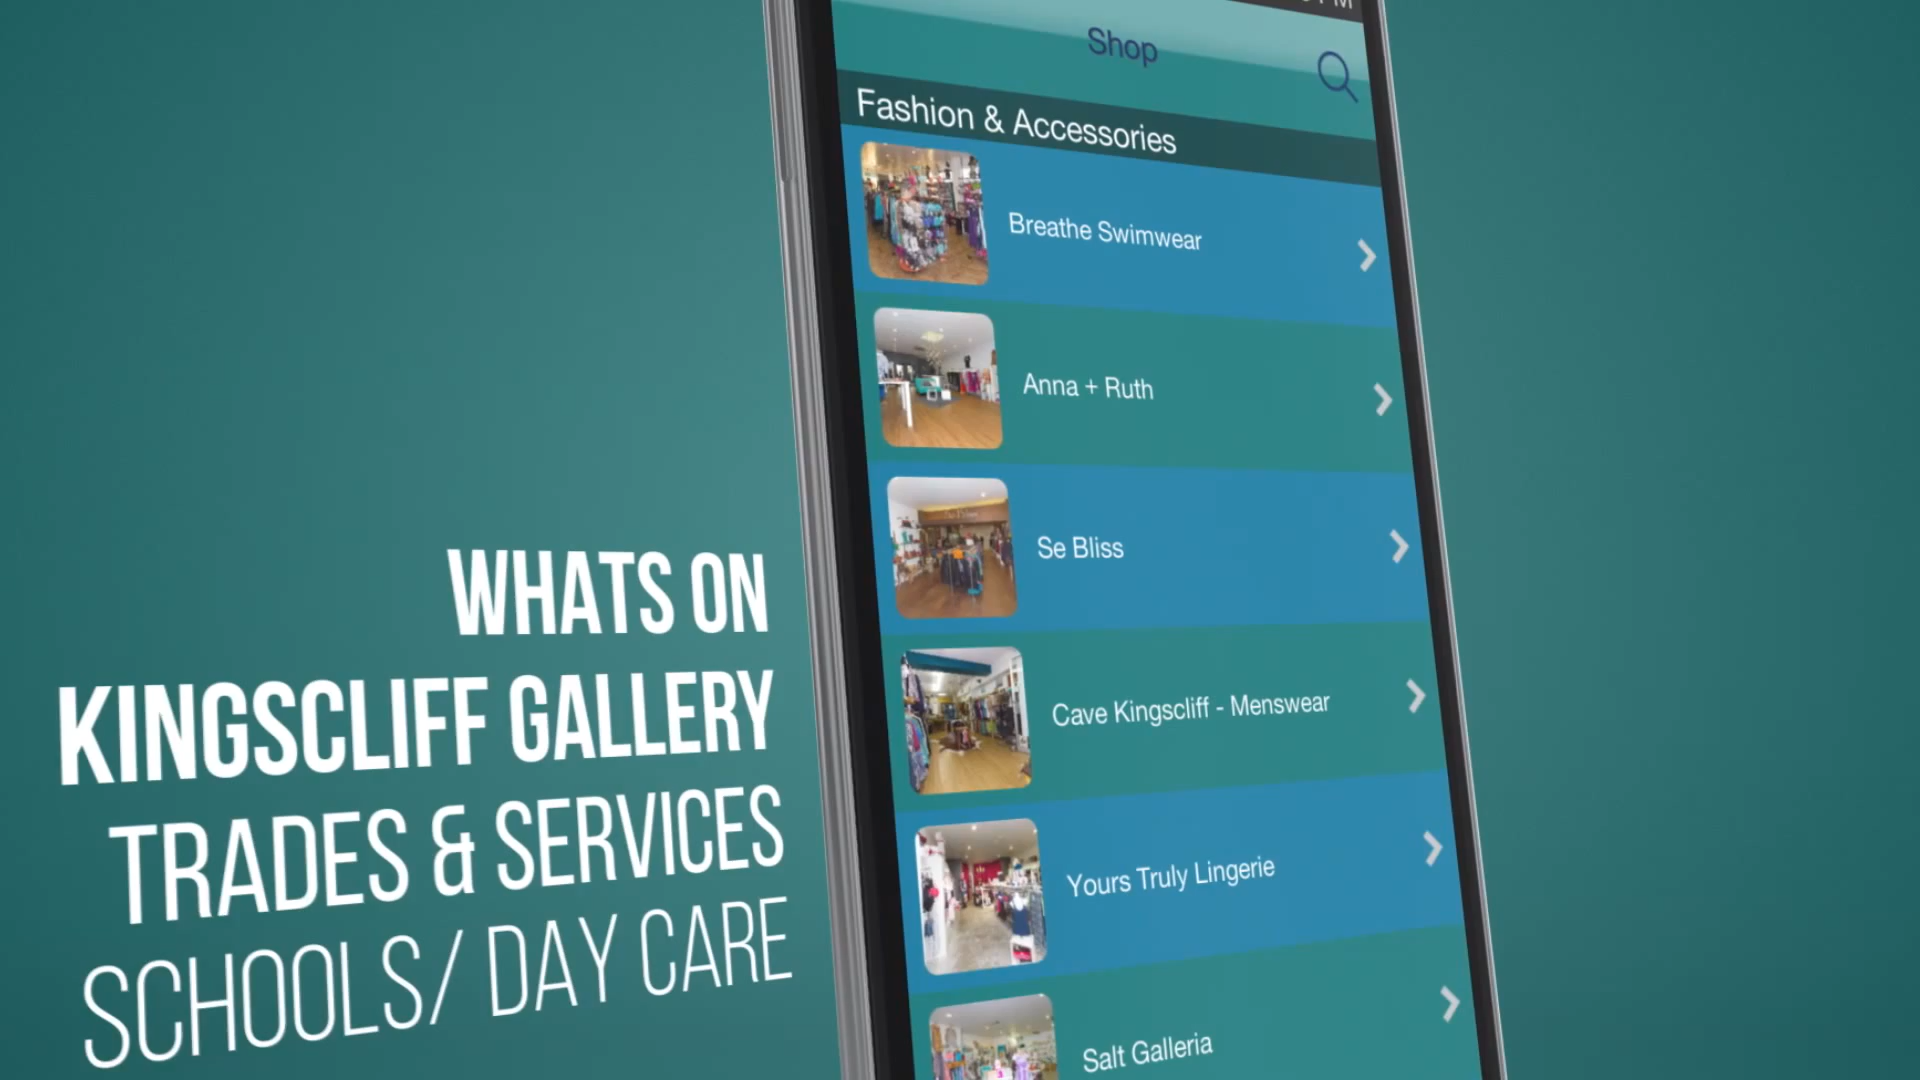 Shop
Fashion & Accessories
Breathe Swimwear
Anna + Ruth
Se Bliss
Cave Kingscliff - Menswear
Yours Truly Lingerie
Salt Galleria
WHATS ON
KINGSCLIFF GALLERY
TRADES & SERVICES
SCHOOLS/ DAY CARE